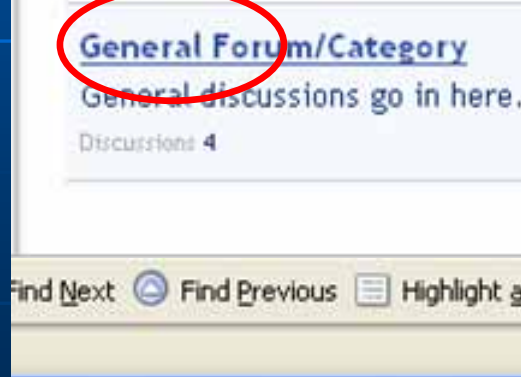 General Forum/Category
General discussions go in here.
Discussions 4
Find Next Find Previous Highlight a